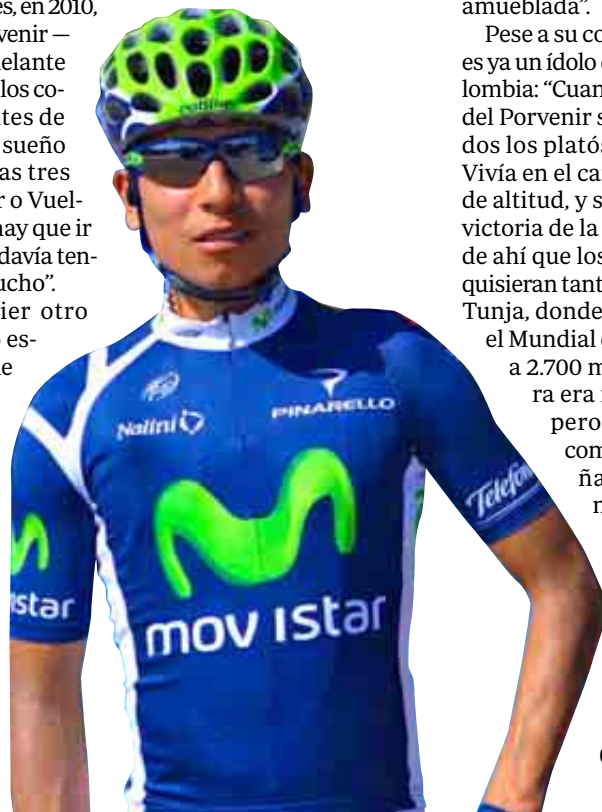 es, en 2010,
venir —
elante
los co-
tes de
sueño
as tres
r o Vuel-
hay que ir
davía ten-
ucho”.
ier otro
o es-
e
Nalini
PINARELLO
Telefon
movistar
istar
amueblada”.
Pese a su co
es ya un ídolo
lombia: “Cuan
del Porvenir s
dos los platós
Vivía en el ca
de altitud, y s
victoria de la
de ahí que los
quisieran tant
Tunja, donde
el Mundial
a 2.700 m
ra era
pero
com
ña